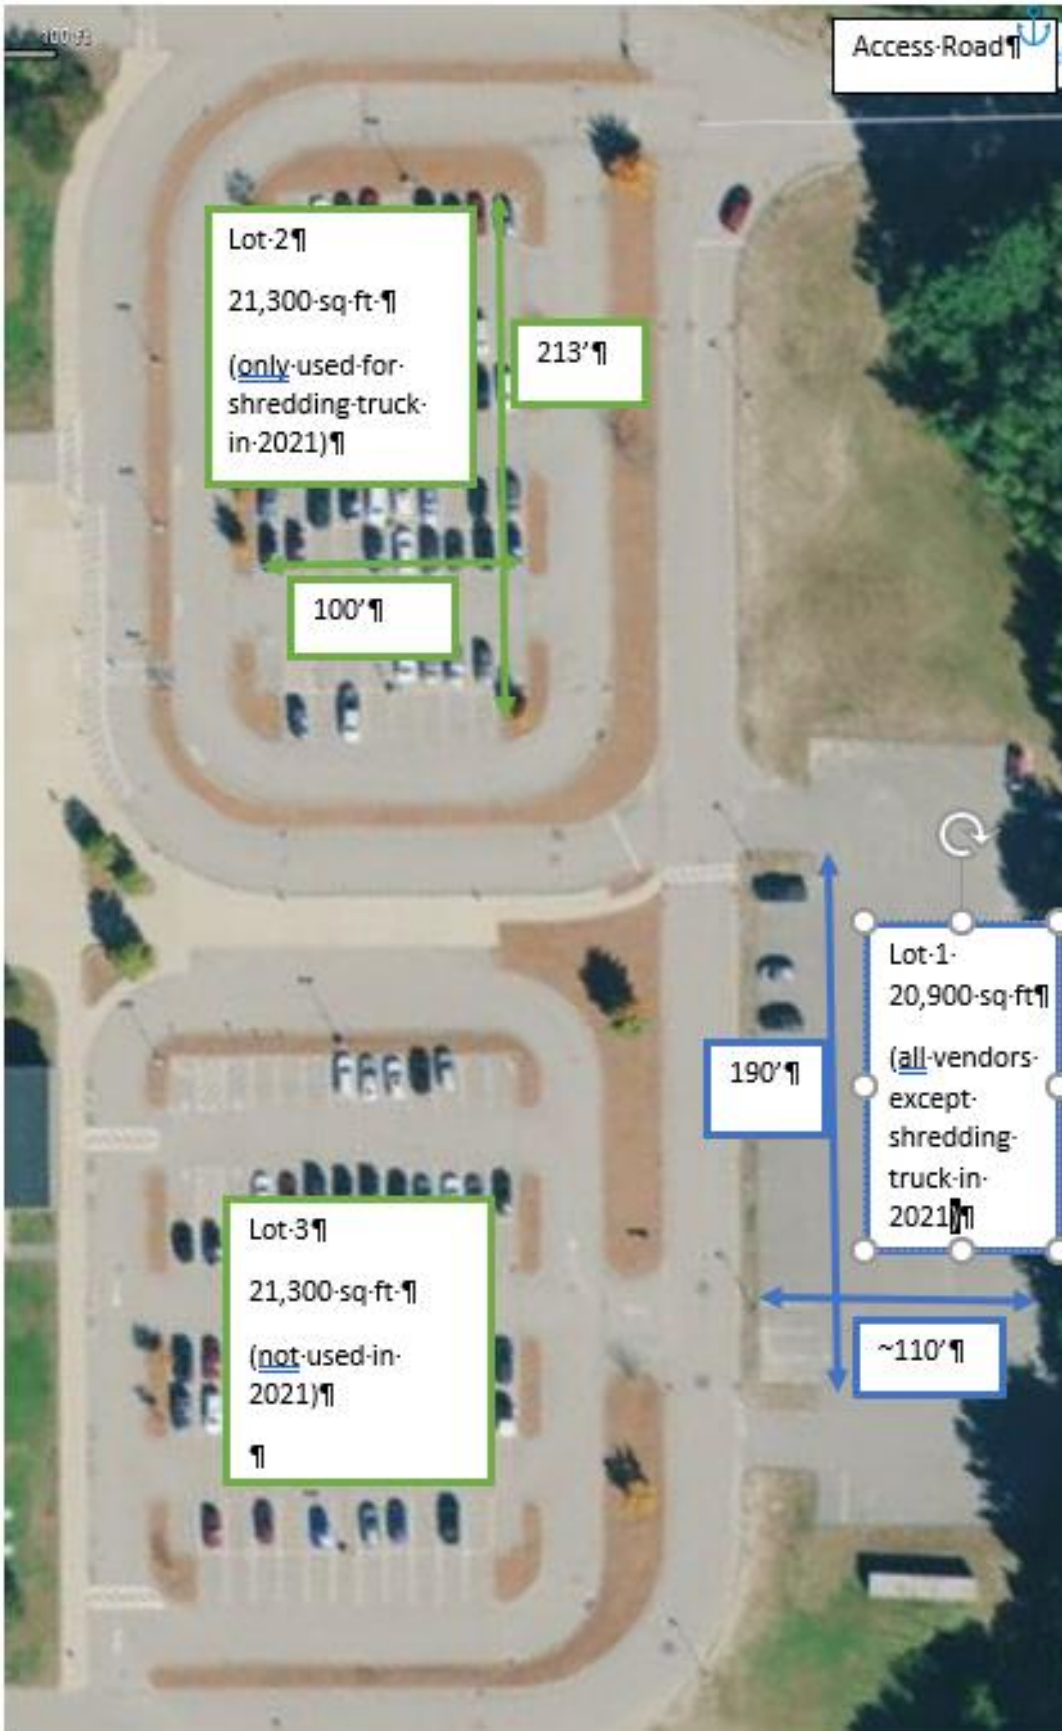 100 ft
Access·Road¶
Lot·2¶
21,300·sq·ft·¶
(only·used·for·
shredding·truck·
in·2021)¶
213’¶
100’¶
Lot·1·
20,900·sq·ft¶
(all·vendors·
except·
shredding·
truck·in·
2021)¶
190’¶
~110’¶
Lot·3¶
21,300·sq·ft·¶
(not·used·in·
2021)¶
¶